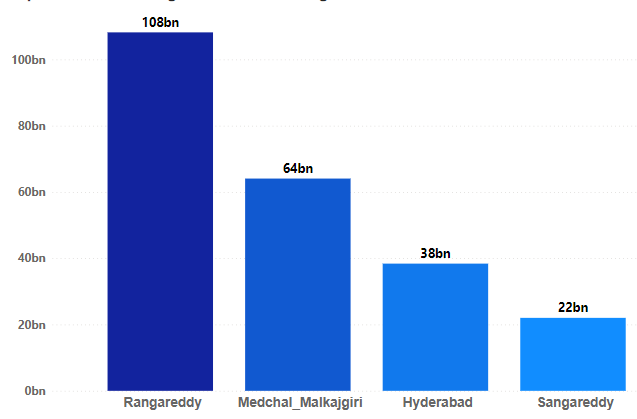 108bn
100bn
80bn
64bn
60bn
40bn
38bn
22bn
20bn
0bn
Rangareddy Medchal_Malkajgiri Hyderabad Sangareddy